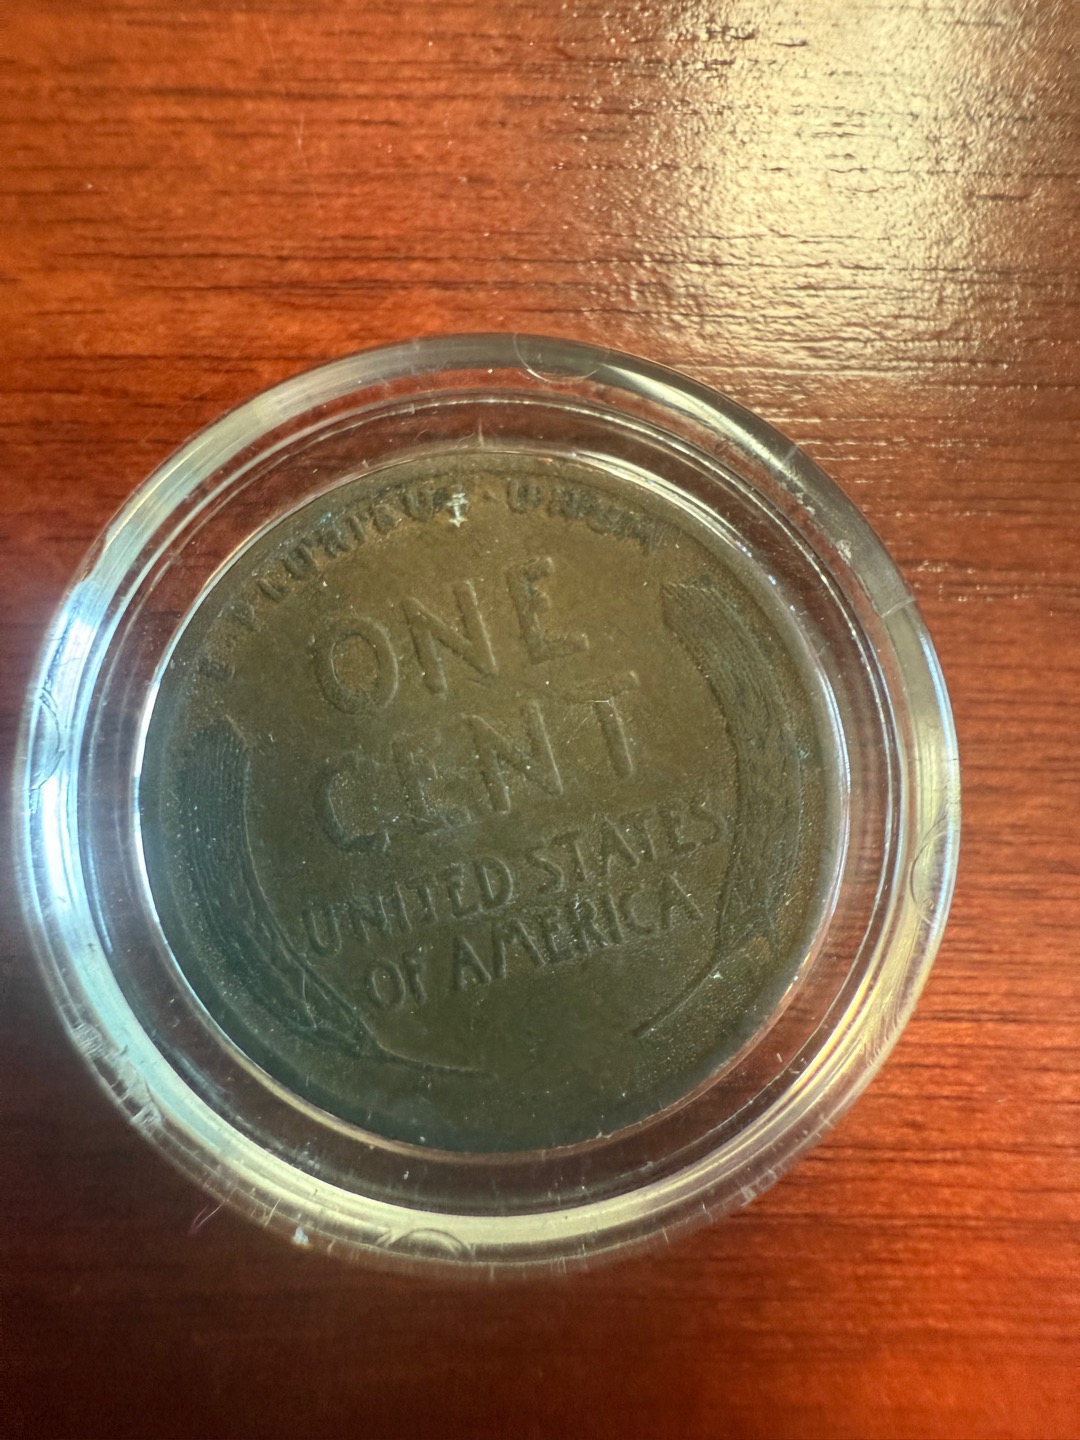 E · PLURIBUS · UNUM
ONE
CENT
UNITED STATES
OF AMERICA